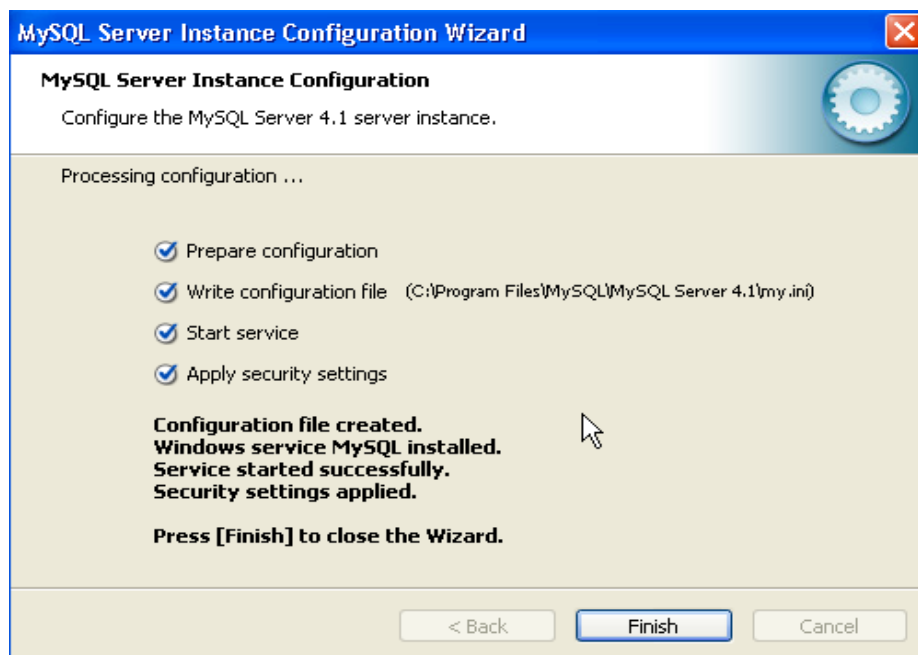 MySQL Server Instance Configuration Wizard
MySQL Server Instance Configuration
Configure the MySQL Server 4.1 server instance.
Processing configuration ...
Prepare configuration
Write configuration file (C:\Program Files\MySQL\MySQL Server 4.1\my.ini)
Start service
Apply security settings
Configuration file created.
Windows service MySQL installed.
Service started successfully.
Security settings applied.
Press [Finish] to close the Wizard.
< Back Finish Cancel